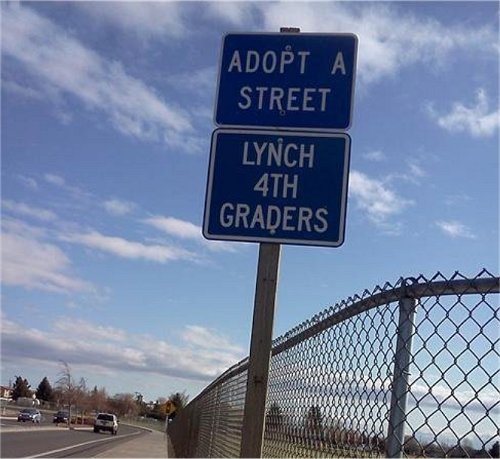 ADOPT A
STREET
LYNCH
4TH
GRADERS